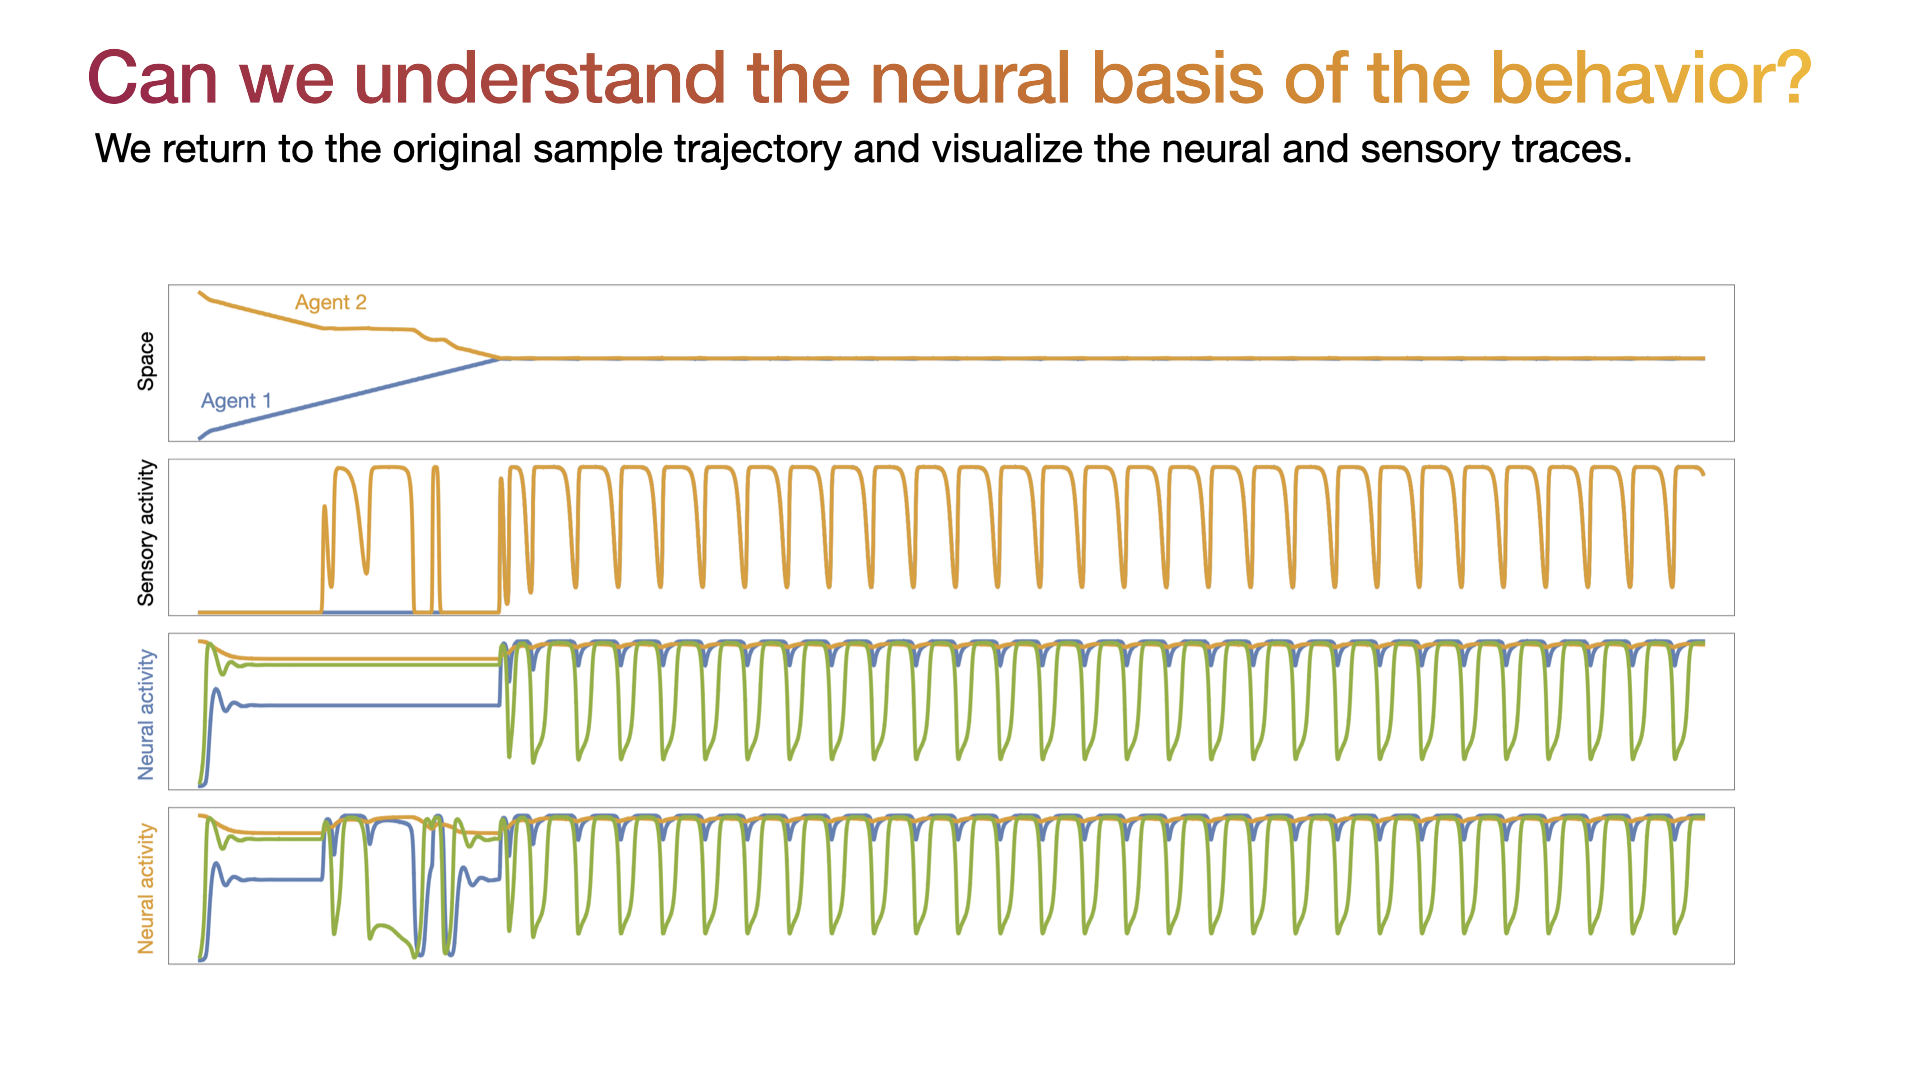 Can we understand the neural basis of the behavior?
We return to the original sample trajectory and visualize the neural and sensory traces.
Space
Agent 2
Agent 1
Sensory activity
Neural activity
Neural activity